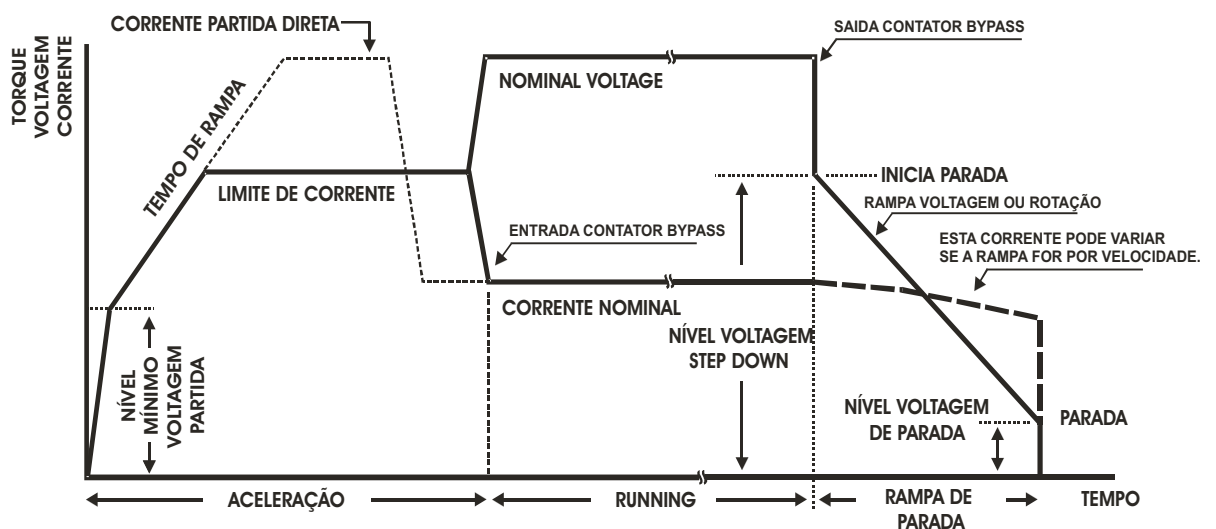 CORRENTE PARTIDA DIRETA
SAIDA CONTATOR BYPASS
TORQUE
VOLTAGEM
CORRENTE
TEMPO DE RAMPA
NOMINAL VOLTAGE
LIMITE DE CORRENTE
INICIA PARADA
RAMPA VOLTAGEM OU ROTAÇÃO
ENTRADA CONTATOR BYPASS
ESTA CORRENTE PODE VARIAR
SE A RAMPA FOR POR VELOCIDADE.
CORRENTE NOMINAL
NÍVEL VOLTAGEM
STEP DOWN
NÍVEL
MÍNIMO
VOLTAGEM
PARTIDA
NÍVEL VOLTAGEM
DE PARADA
PARADA
ACELERAÇÃO
RUNNING
RAMPA DE
PARADA
TEMPO